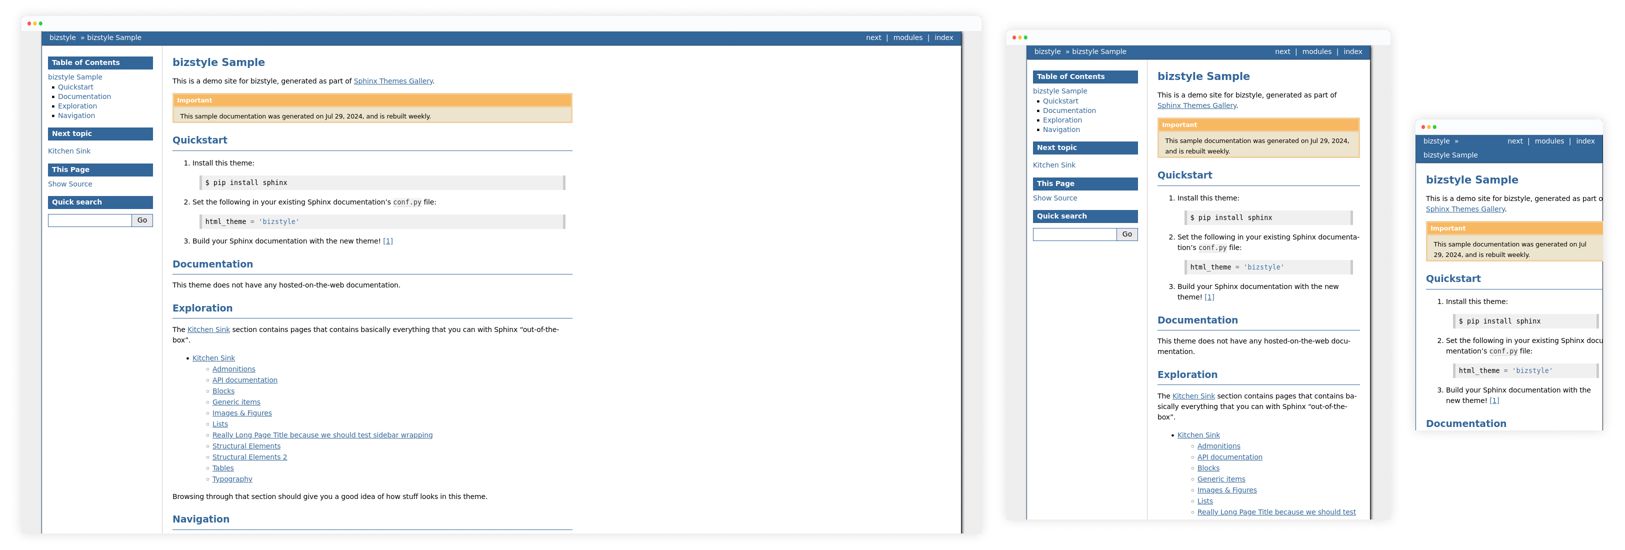 bizstyle » bizstyle Sample next | modules | index
Table of Contents
bizstyle Sample
Quickstart
Documentation
Exploration
Navigation
Next topic
Kitchen Sink
This Page
Show Source
Quick search
Go
bizstyle Sample
This is a demo site for bizstyle, generated as part of Sphinx Themes Gallery.
Important
This sample documentation was generated on Jul 29, 2024, and is rebuilt weekly.
Quickstart
1. Install this theme:
$ pip install sphinx
2. Set the following in your existing Sphinx documentation’s conf.py file:
html_theme = 'bizstyle'
3. Build your Sphinx documentation with the new theme! [1]
Documentation
This theme does not have any hosted-on-the-web documentation.
Exploration
The Kitchen Sink section contains pages that contains basically everything that you can with Sphinx “out-of-the-
box”.
Kitchen Sink
Admonitions
API documentation
Blocks
Generic items
Images & Figures
Lists
Really Long Page Title because we should test sidebar wrapping
Structural Elements
Structural Elements 2
Tables
Typography
Browsing through that section should give you a good idea of how stuff looks in this theme.
Navigation
bizstyle » bizstyle Sample next | modules | index
Table of Contents
bizstyle Sample
Quickstart
Documentation
Exploration
Navigation
Next topic
Kitchen Sink
This Page
Show Source
Quick search
Go
bizstyle Sample
This is a demo site for bizstyle, generated as part of
Sphinx Themes Gallery.
Important
This sample documentation was generated on Jul 29, 2024,
and is rebuilt weekly.
Quickstart
1. Install this theme:
$ pip install sphinx
2. Set the following in your existing Sphinx documenta-
tion’s conf.py file:
html_theme = 'bizstyle'
3. Build your Sphinx documentation with the new
theme! [1]
Documentation
This theme does not have any hosted-on-the-web docu-
mentation.
Exploration
The Kitchen Sink section contains pages that contains ba-
sically everything that you can with Sphinx “out-of-the-
box”.
Kitchen Sink
Admonitions
API documentation
Blocks
Generic items
Images & Figures
Lists
Really Long Page Title because we should test
bizstyle » next | modules | index
bizstyle Sample
bizstyle Sample
This is a demo site for bizstyle, generated as part o
Sphinx Themes Gallery.
Important
This sample documentation was generated on Jul
29, 2024, and is rebuilt weekly.
Quickstart
1. Install this theme:
$ pip install sphinx
2. Set the following in your existing Sphinx docu
mentation’s conf.py file:
html_theme = 'bizstyle'
3. Build your Sphinx documentation with the
new theme! [1]
Documentation